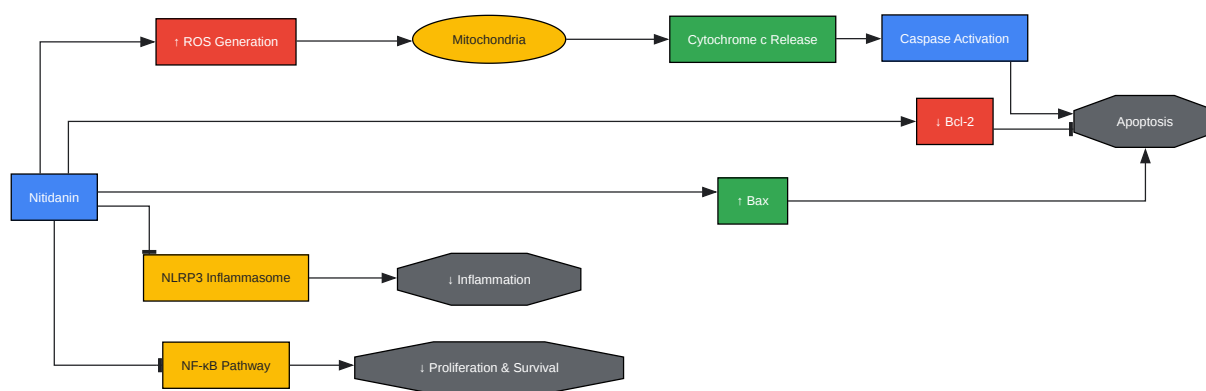 ↑ ROS Generation
Mitochondria
Cytochrome c Release
Caspase Activation
↓ Bcl-2
Apoptosis
Nitidanin
↑ Bax
NLRP3 Inflammasome
↓ Inflammation
NF-κB Pathway
↓ Proliferation & Survival